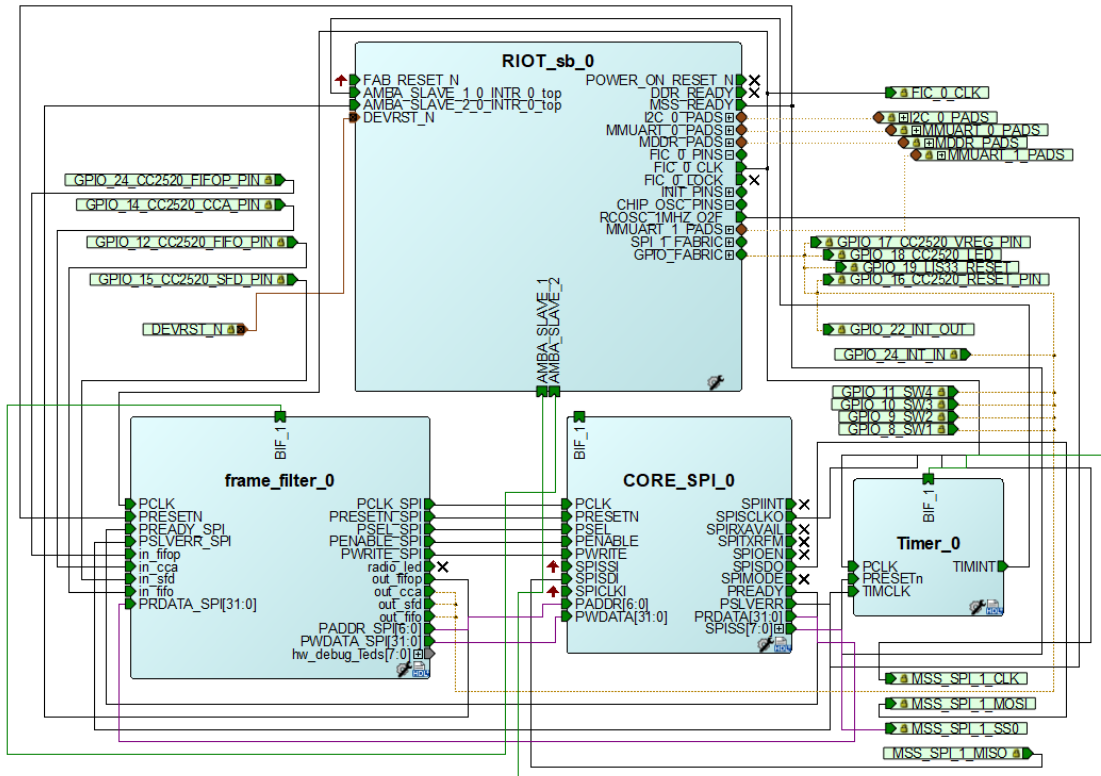 RIOT_sb_0
FAB_RESET_N
AMBA_SLAVE_1_0_INTR_0_top
AMBA_SLAVE_2_0_INTR_0_top
DEVRST_N
POWER_ON_RESET_N
DDR_READY
MSS_READY
I2C_0_PADS
MMUART_0_PADS
MDDR_PADS
FIC_0_PINS
FIC_0_CLK
FIC_0_LOCK
INIT_PINS
CHIP_OSC_PINS
RCOSC_1MHZ_O2F
MMUART_1_PADS
SPI_1_FABRIC
GPIO_FABRIC
AMBA_SLAVE_1
AMBA_SLAVE_2
FIC_0_CLK
I2C_0_PADS
MMUART_0_PADS
MDDR_PADS
MMUART_1_PADS
GPIO_24_CC2520_FIFOP_PIN
GPIO_14_CC2520_CCA_PIN
GPIO_12_CC2520_FIFO_PIN
GPIO_15_CC2520_SFD_PIN
DEVRST_N
GPIO_17_CC2520_VREG_PIN
GPIO_18_CC2520_LED
GPIO_19_LIS33_RESET
GPIO_16_CC2520_RESET_PIN
GPIO_22_INT_OUT
GPIO_24_INT_IN
GPIO_11_SW4
GPIO_10_SW3
GPIO_9_SW2
GPIO_8_SW1
BIF_1
frame_filter_0
PCLK
PRESETN
PREADY_SPI
PSLVERR_SPI
in_fifop
in_cca
in_sfd
in_fifo
PRDATA_SPI[31:0]
PCLK_SPI
PRESETN_SPI
PSEL_SPI
PENABLE_SPI
PWRITE_SPI
radio_led
out_fifop
out_cca
out_sfd
out_fifo
PADDR_SPI[6:0]
PWDATA_SPI[31:0]
hw_debug_leds[7:0]
HDL
BIF_1
CORE_SPI_0
PCLK
PRESETN
PSEL
PENABLE
PWRITE
SPISSI
SPISDI
SPICLKI
PADDR[6:0]
PWDATA[31:0]
SPIINT
SPISCLKO
SPIRXAVAIL
SPITXRFM
SPIOEN
SPISDO
SPIMODE
PREADY
PSLVERR
PRDATA[31:0]
SPISS[7:0]
HDL
BIF_1
Timer_0
PCLK
PRESETn
TIMCLK
TIMINT
HDL
MSS_SPI_1_CLK
MSS_SPI_1_MOSI
MSS_SPI_1_SS0
MSS_SPI_1_MISO